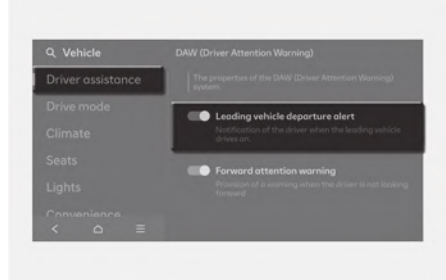 Vehicle
DAW (Driver Attention Warning)
Driver assistance
The properties of the DAW (Driver Attention Warning)
system.
Drive mode
Leading vehicle departure alert
Notification of the driver when the leading vehicle
drives on.
Climate
Seats
Forward attention warning
Provision of a warning when the driver is not looking
forward
Lights
Convenience